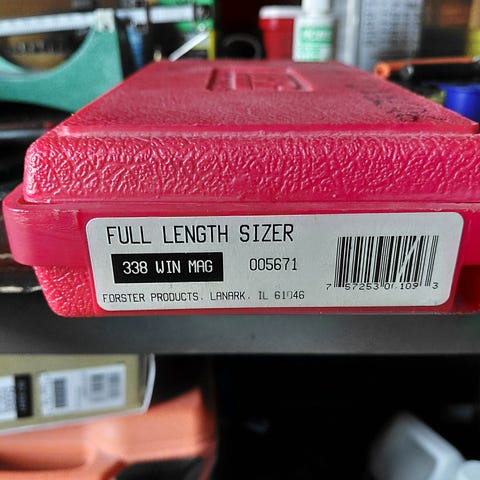 FULL LENGTH SIZER
338 WIN MAG 005671
FORSTER PRODUCTS, LANARK, IL 61046